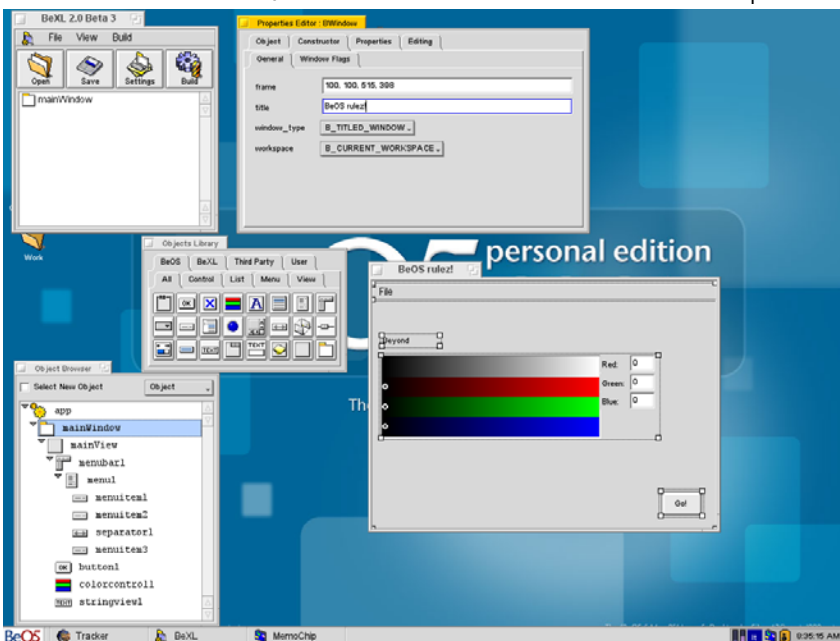 BeXL 2.0 Beta 3
File View Build
Open Save Settings Build
mainWindow
Properties Editor : BWindow
Object Constructor Properties Editing
General Window Flags
frame 100, 100, 515, 398
title BeOS rulez!
window_type B_TITLED_WINDOW
workspace B_CURRENT_WORKSPACE
Work
personal edition
Objects Library
BeOS BeXL Third Party User
All Control List Menu View
BeOS rulez!
File
Beyond
Red: 0
Green: 0
Blue: 0
Go!
Object Browser
Select New Object Object
app
mainWindow
mainView
menubar1
menu1
menuitem1
menuitem2
separator1
menuitem3
button1
colorcontrol1
stringview1
BeOS Tracker BeXL MemoChip 9:35:15 AM